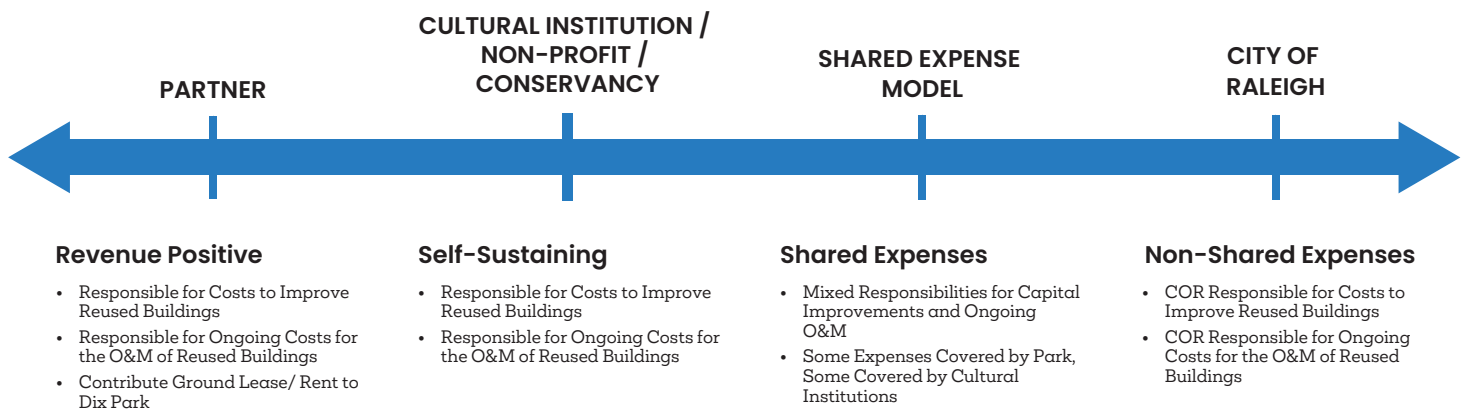 PARTNER
CULTURAL INSTITUTION /
NON-PROFIT /
CONSERVANCY
SHARED EXPENSE
MODEL
CITY OF
RALEIGH
Revenue Positive
• Responsible for Costs to Improve
Reused Buildings
• Responsible for Ongoing Costs for
the O&M of Reused Buildings
• Contribute Ground Lease/ Rent to
Dix Park
Self-Sustaining
• Responsible for Costs to Improve
Reused Buildings
• Responsible for Ongoing Costs for
the O&M of Reused Buildings
Shared Expenses
• Mixed Responsibilities for Capital
Improvements and Ongoing
O&M
• Some Expenses Covered by Park,
Some Covered by Cultural
Institutions
Non-Shared Expenses
• COR Responsible for Costs to
Improve Reused Buildings
• COR Responsible for Ongoing
Costs for the O&M of Reused
Buildings